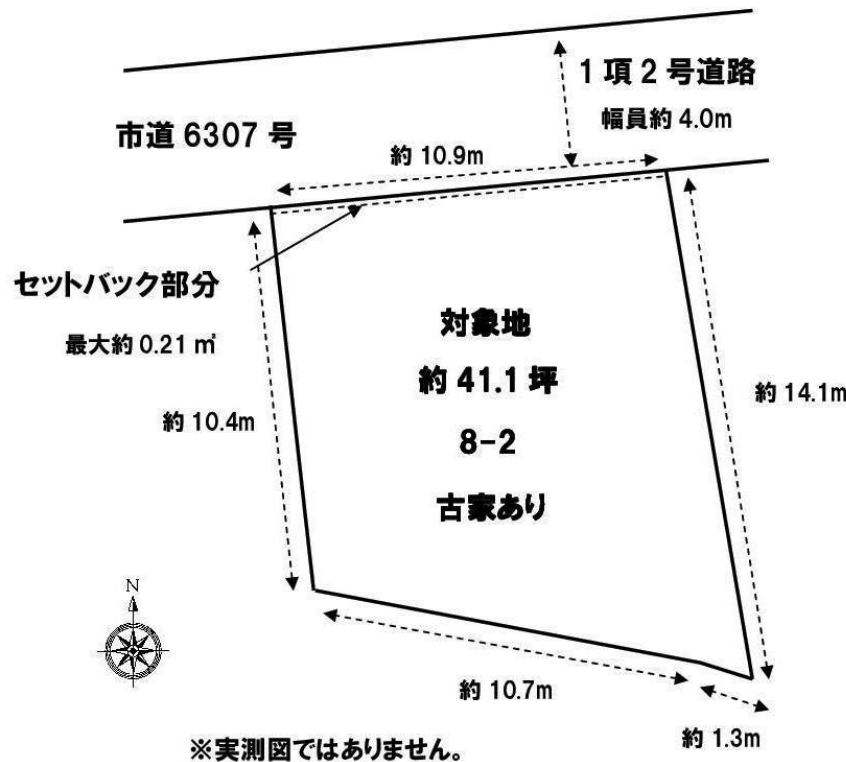 1項2号道路
幅員約 4.0m
市道 6307 号
約 10.9m
セットバック部分
最大約 0.21 ㎡
対象地
約 41.1 坪
8-2
古家あり
約 10.4m
約 14.1m
N
約 10.7m
約 1.3m
※実測図ではありません。